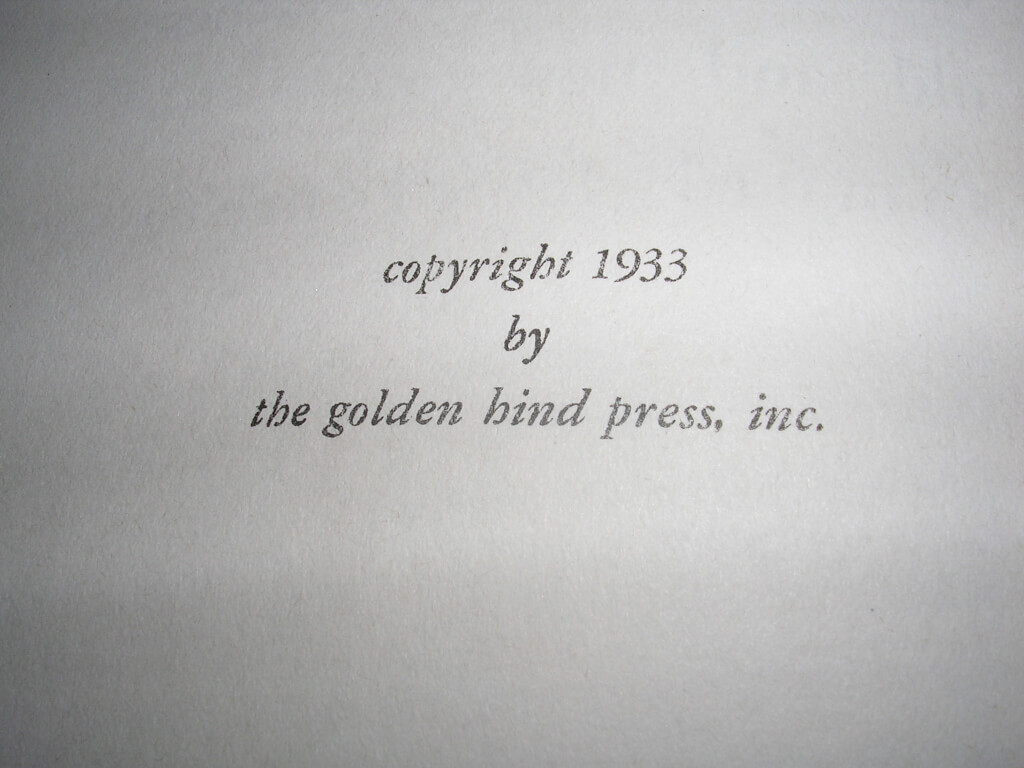 copyright 1933
by
the golden hind press, inc.